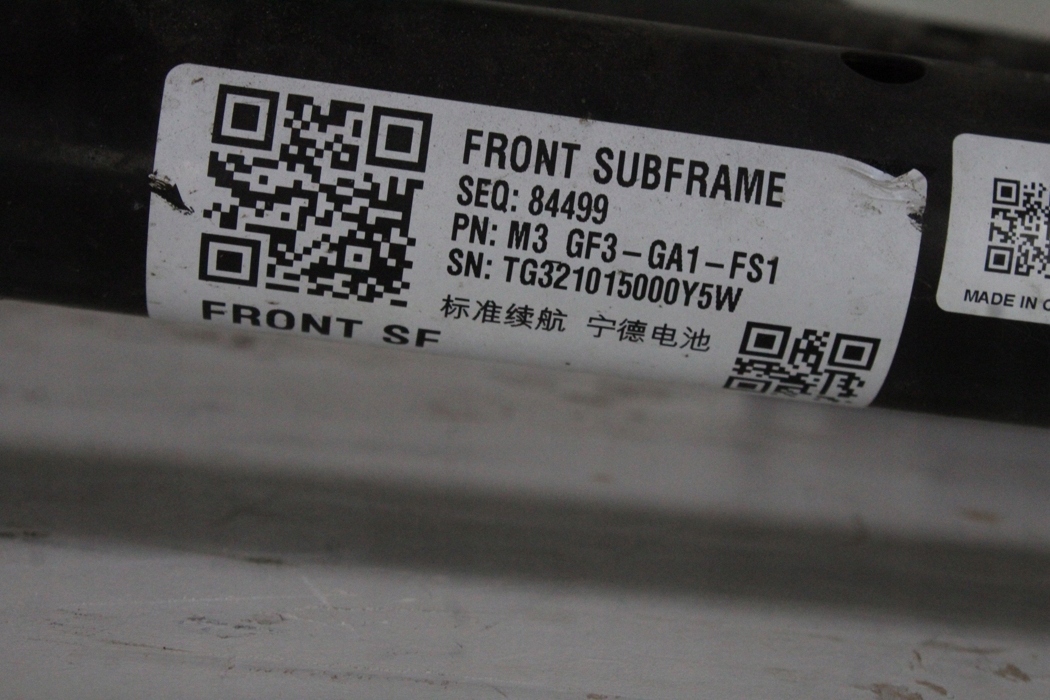 FRONT SUBFRAME
SEQ: 84499
PN: M3 GF3-GA1-FS1
SN: TG321015000Y5W
标准续航 宁德电池
FRONT SF
MADE IN C